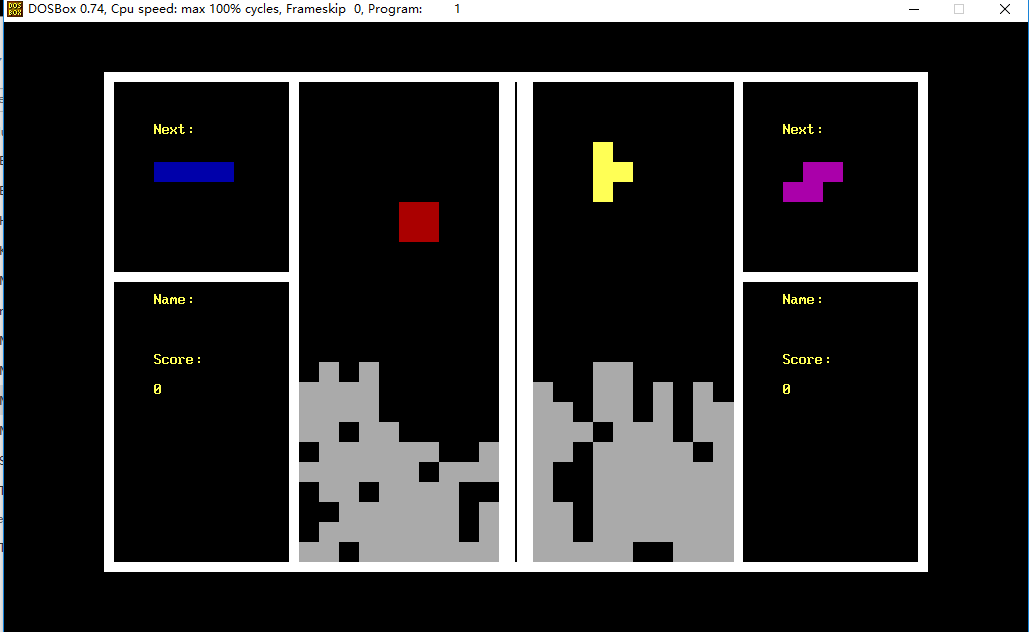 DOSBox 0.74, Cpu speed: max 100% cycles, Frameskip 0, Program: 1
Next:
Next:
Name:
Name:
Score:
Score:
0
0